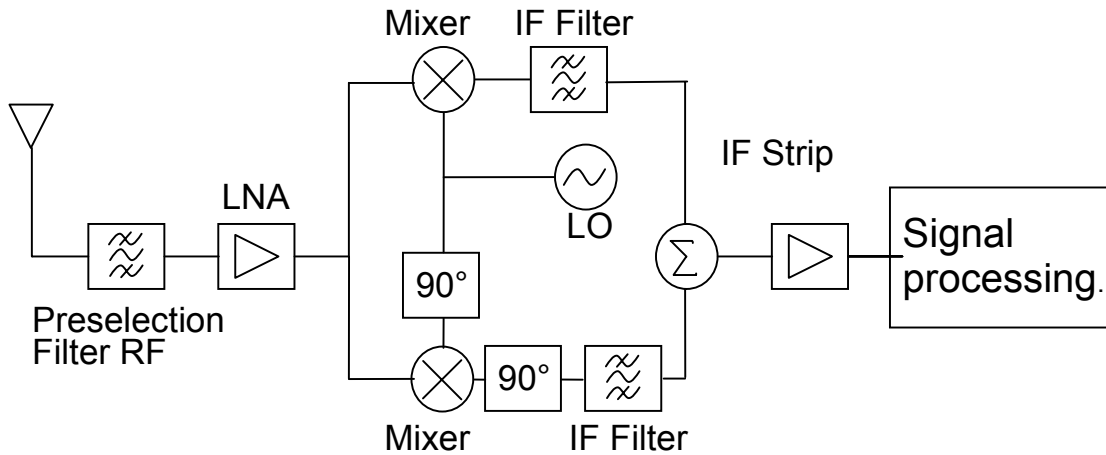 Mixer
IF Filter
IF Strip
LNA
LO
Σ
Signal
processing.
90°
Preselection
Filter RF
90°
Mixer
IF Filter